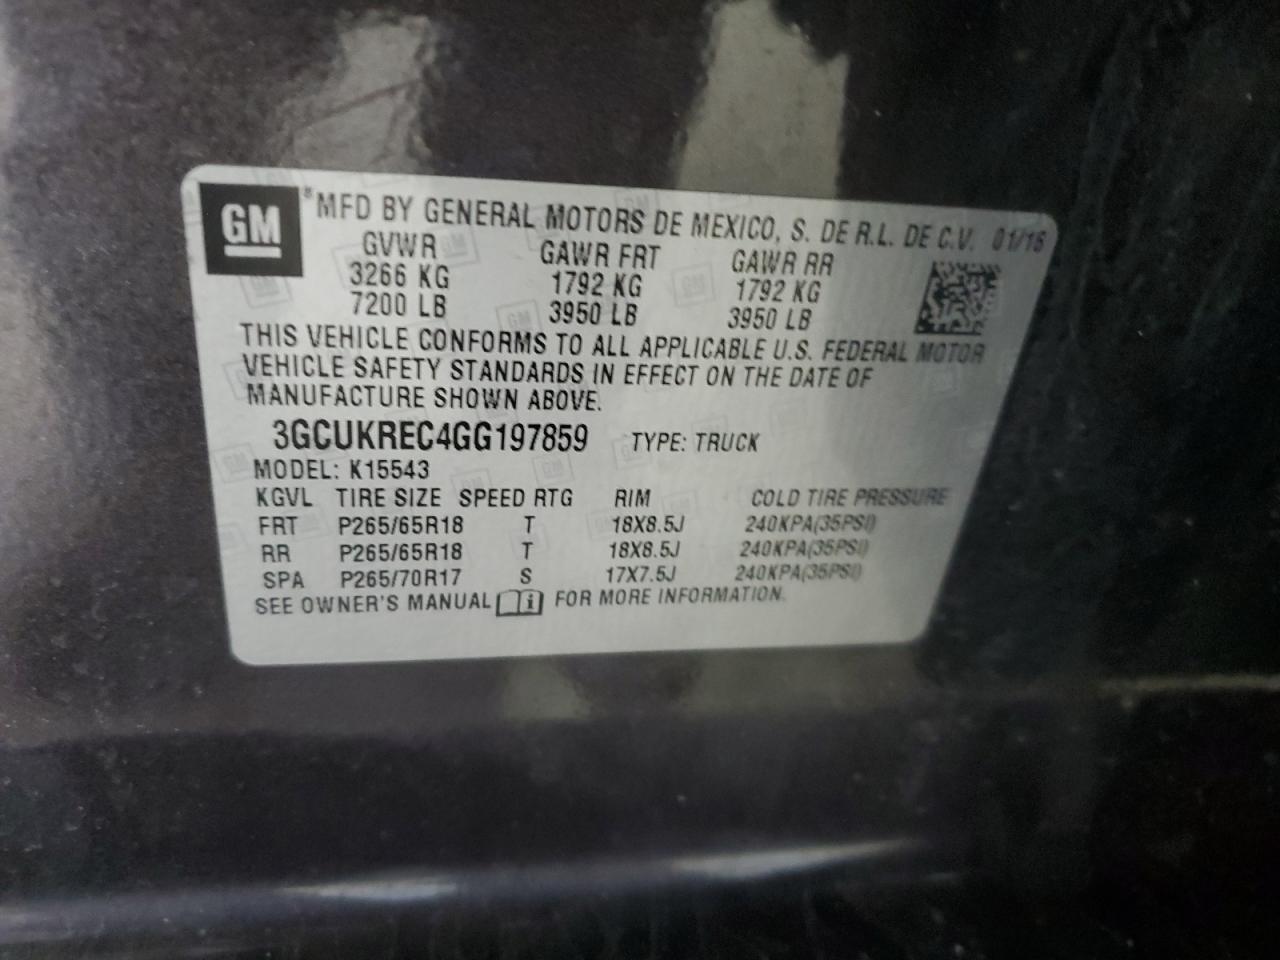 GM
®MFD BY GENERAL MOTORS DE MEXICO, S. DE R.L. DE C.V. 01/16
GVWR GAWR FRT GAWR RR
3266 KG 1792 KG 1792 KG
7200 LB 3950 LB 3950 LB
THIS VEHICLE CONFORMS TO ALL APPLICABLE U.S. FEDERAL MOTOR
VEHICLE SAFETY STANDARDS IN EFFECT ON THE DATE OF
MANUFACTURE SHOWN ABOVE.
3GCUKREC4GG197859 TYPE: TRUCK
MODEL: K15543
KGVL TIRE SIZE SPEED RTG RIM COLD TIRE PRESSURE
FRT P265/65R18 T 18X8.5J 240KPA(35PSI)
RR P265/65R18 T 18X8.5J 240KPA(35PSI)
SPA P265/70R17 S 17X7.5J 240KPA(35PSI)
SEE OWNER'S MANUAL FOR MORE INFORMATION.